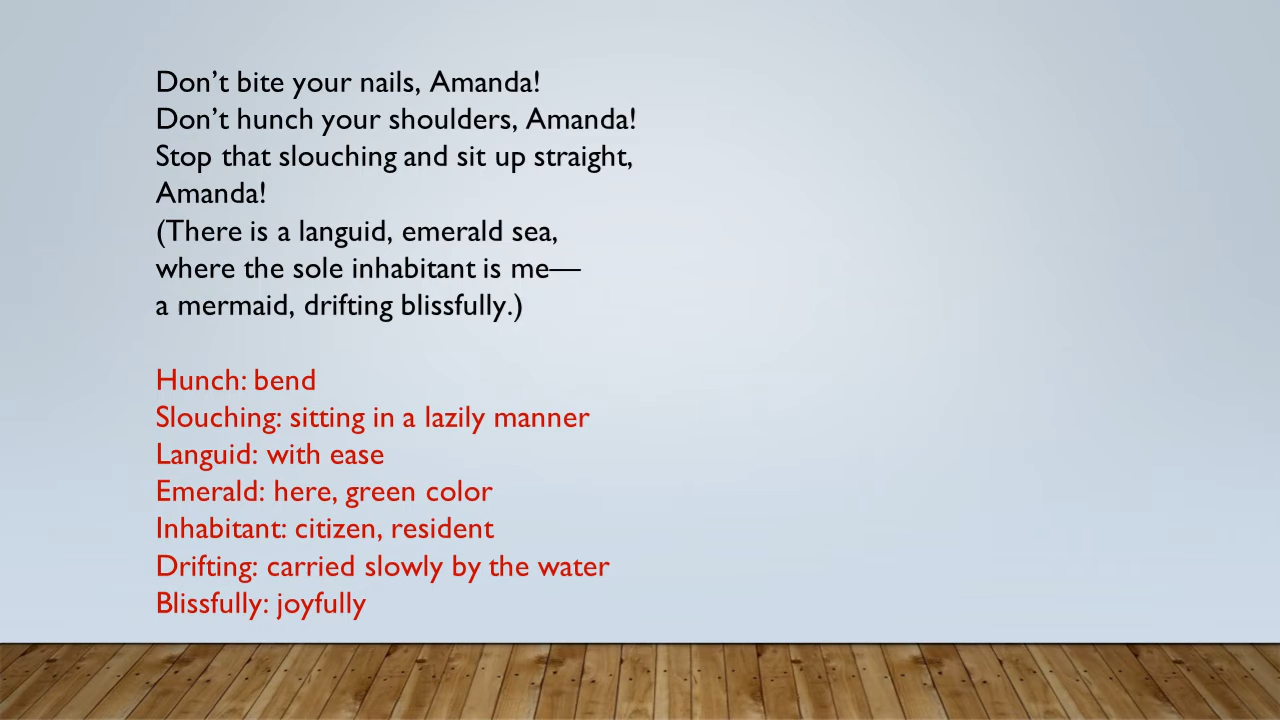 Don’t bite your nails, Amanda!
Don’t hunch your shoulders, Amanda!
Stop that slouching and sit up straight,
Amanda!
(There is a languid, emerald sea,
where the sole inhabitant is me—
a mermaid, drifting blissfully.)
Hunch: bend
Slouching: sitting in a lazily manner
Languid: with ease
Emerald: here, green color
Inhabitant: citizen, resident
Drifting: carried slowly by the water
Blissfully: joyfully